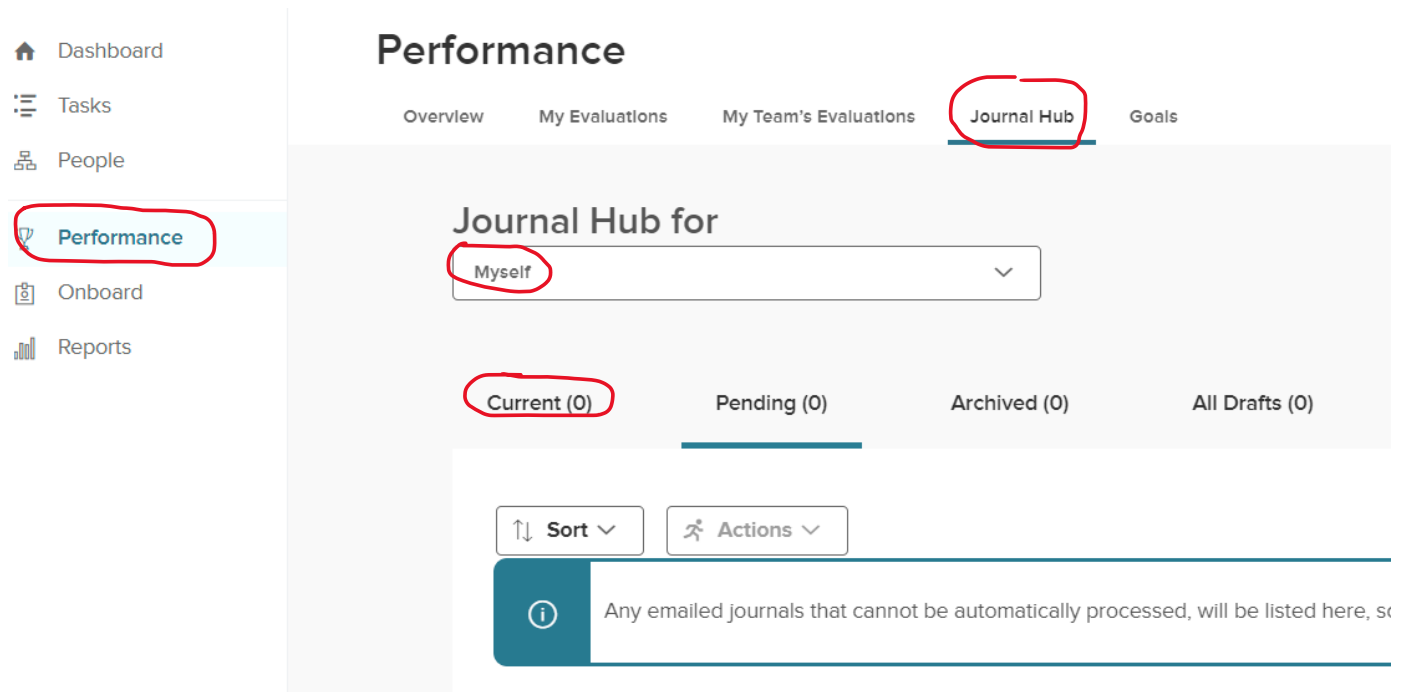 Dashboard
Tasks
People
Performance
Onboard
Reports
Performance
Overview My Evaluations My Team's Evaluations Journal Hub Goals
Journal Hub for
Myself
Current (0) Pending (0) Archived (0) All Drafts (0)
Sort Actions
Any emailed journals that cannot be automatically processed, will be listed here,